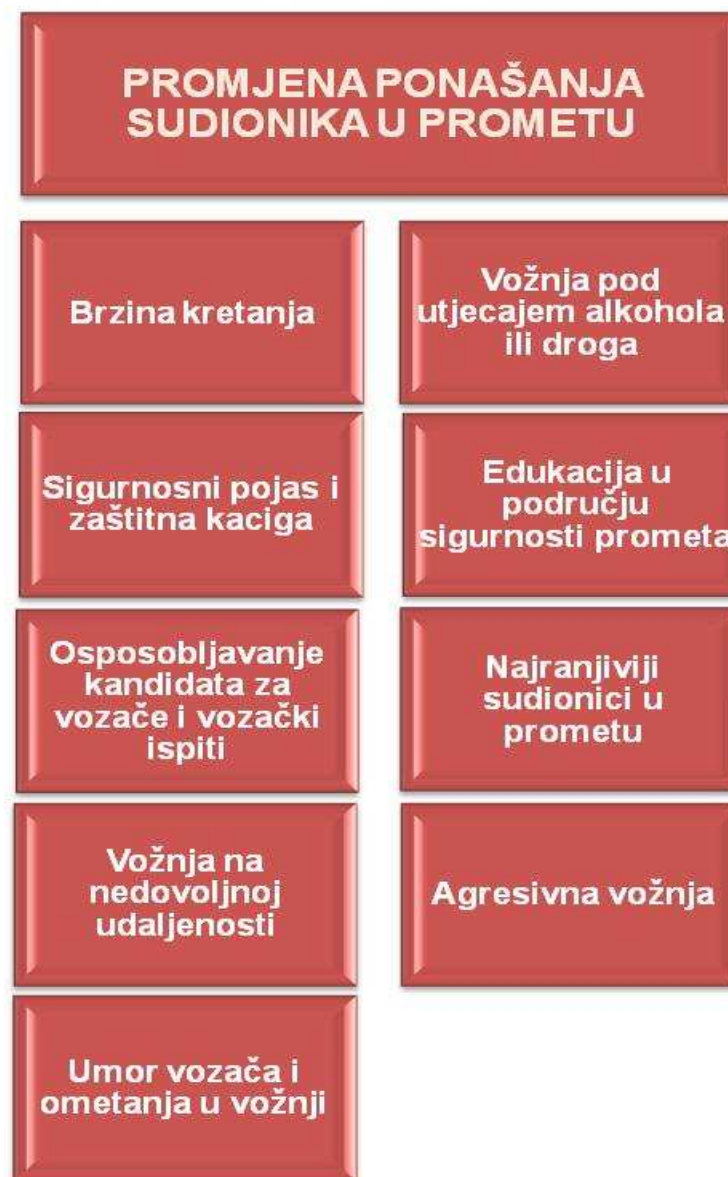 PROMJENA PONAŠANJA
SUDIONIKA U PROMETU
Brzina kretanja
Vožnja pod
utjecajem alkohola
ili droga
Sigurnosni pojas i
zaštitna kaciga
Edukacija u
području
sigurnosti prometa
Osposobljavanje
kandidata za
vozače i vozački
ispiti
Najranjiviji
sudionici u
prometu
Vožnja na
nedovoljnoj
udaljenosti
Agresivna vožnja
Umor vozača i
ometanja u vožnji